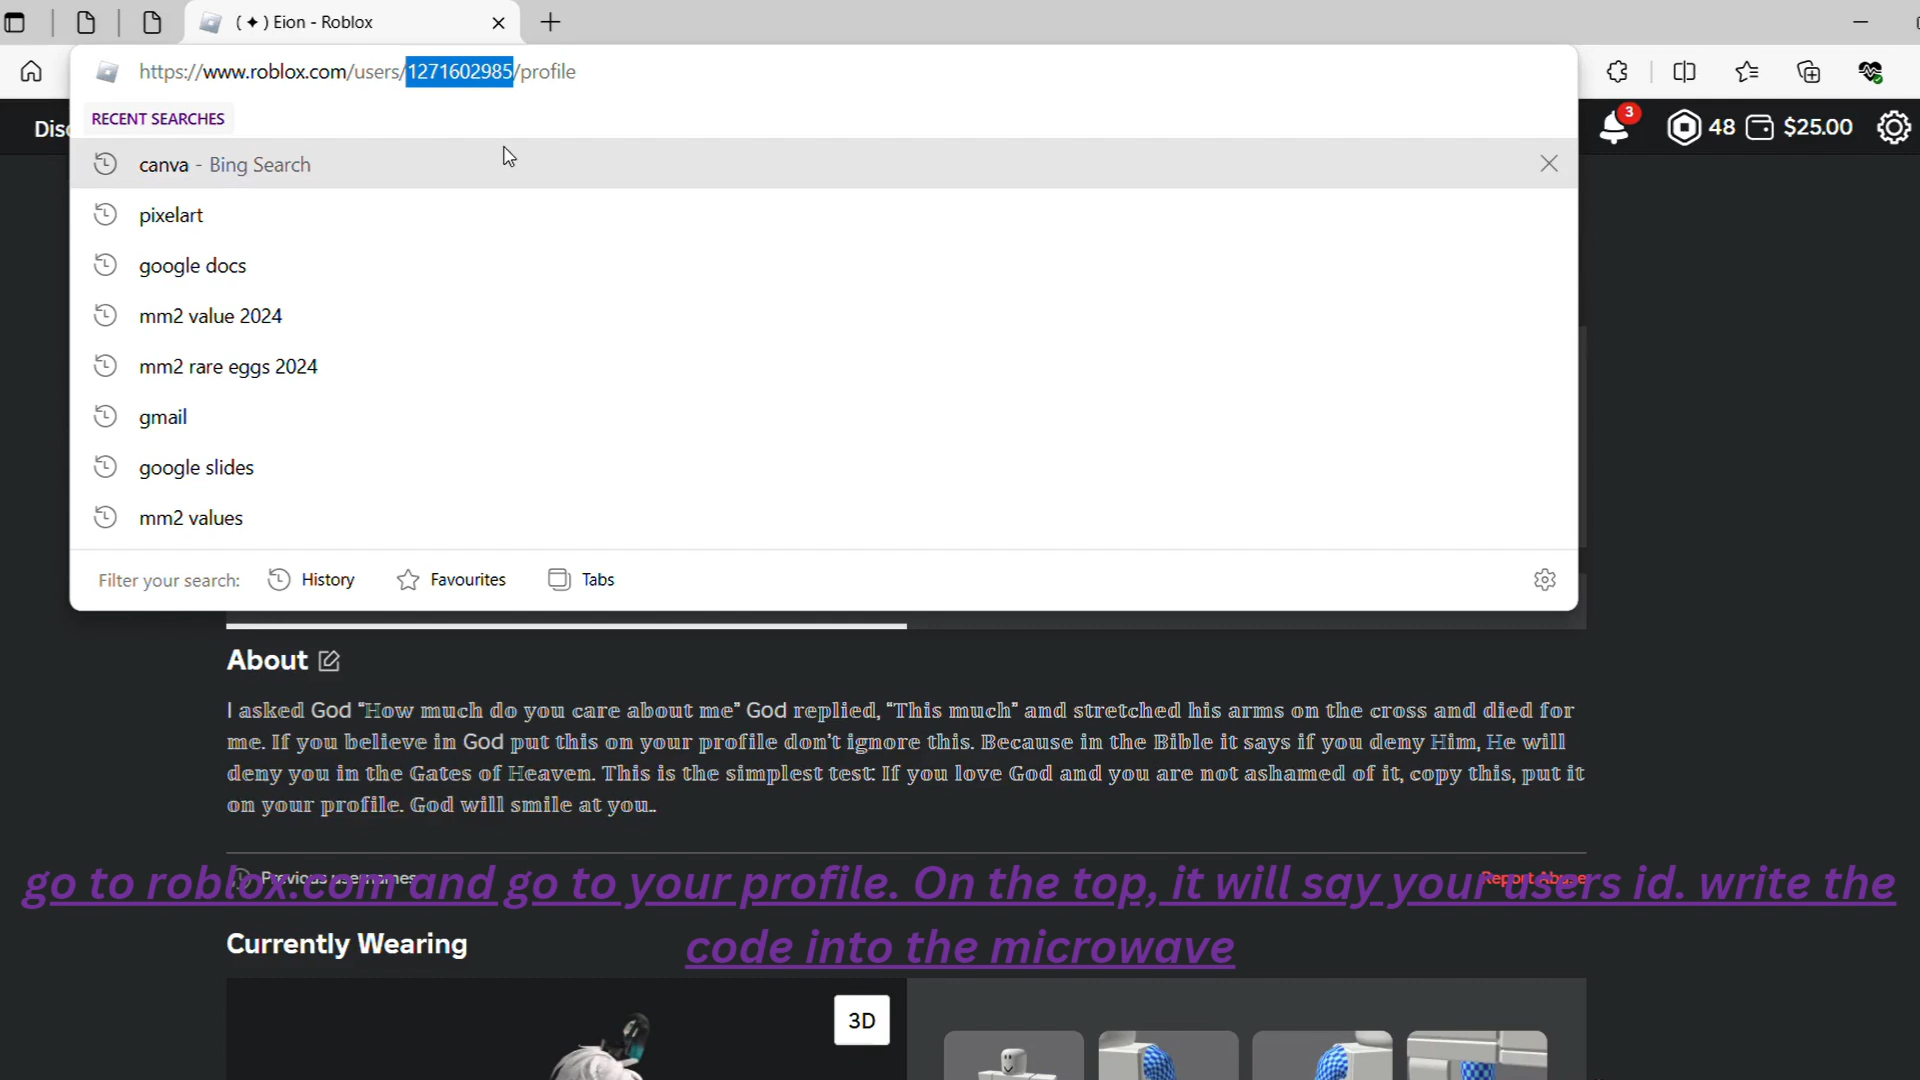 ( ✦ ) Eion - Roblox
https://www.roblox.com/users/1271602985/profile
Disc
3
48
$25.00
RECENT SEARCHES
canva - Bing Search
pixelart
google docs
mm2 value 2024
mm2 rare eggs 2024
gmail
google slides
mm2 values
Filter your search:
History
Favourites
Tabs
About
I asked God “How much do you care about me” God replied, “This much” and stretched his arms on the cross and died for
me. If you believe in God put this on your profile don’t ignore this. Because in the Bible it says if you deny Him, He will
deny you in the Gates of Heaven. This is the simplest test: If you love God and you are not ashamed of it, copy this, put it
on your profile. God will smile at you..
Previous usernames
Report Abuse
go to roblox.com and go to your profile. On the top, it will say your users id. write the
code into the microwave
Currently Wearing
3D